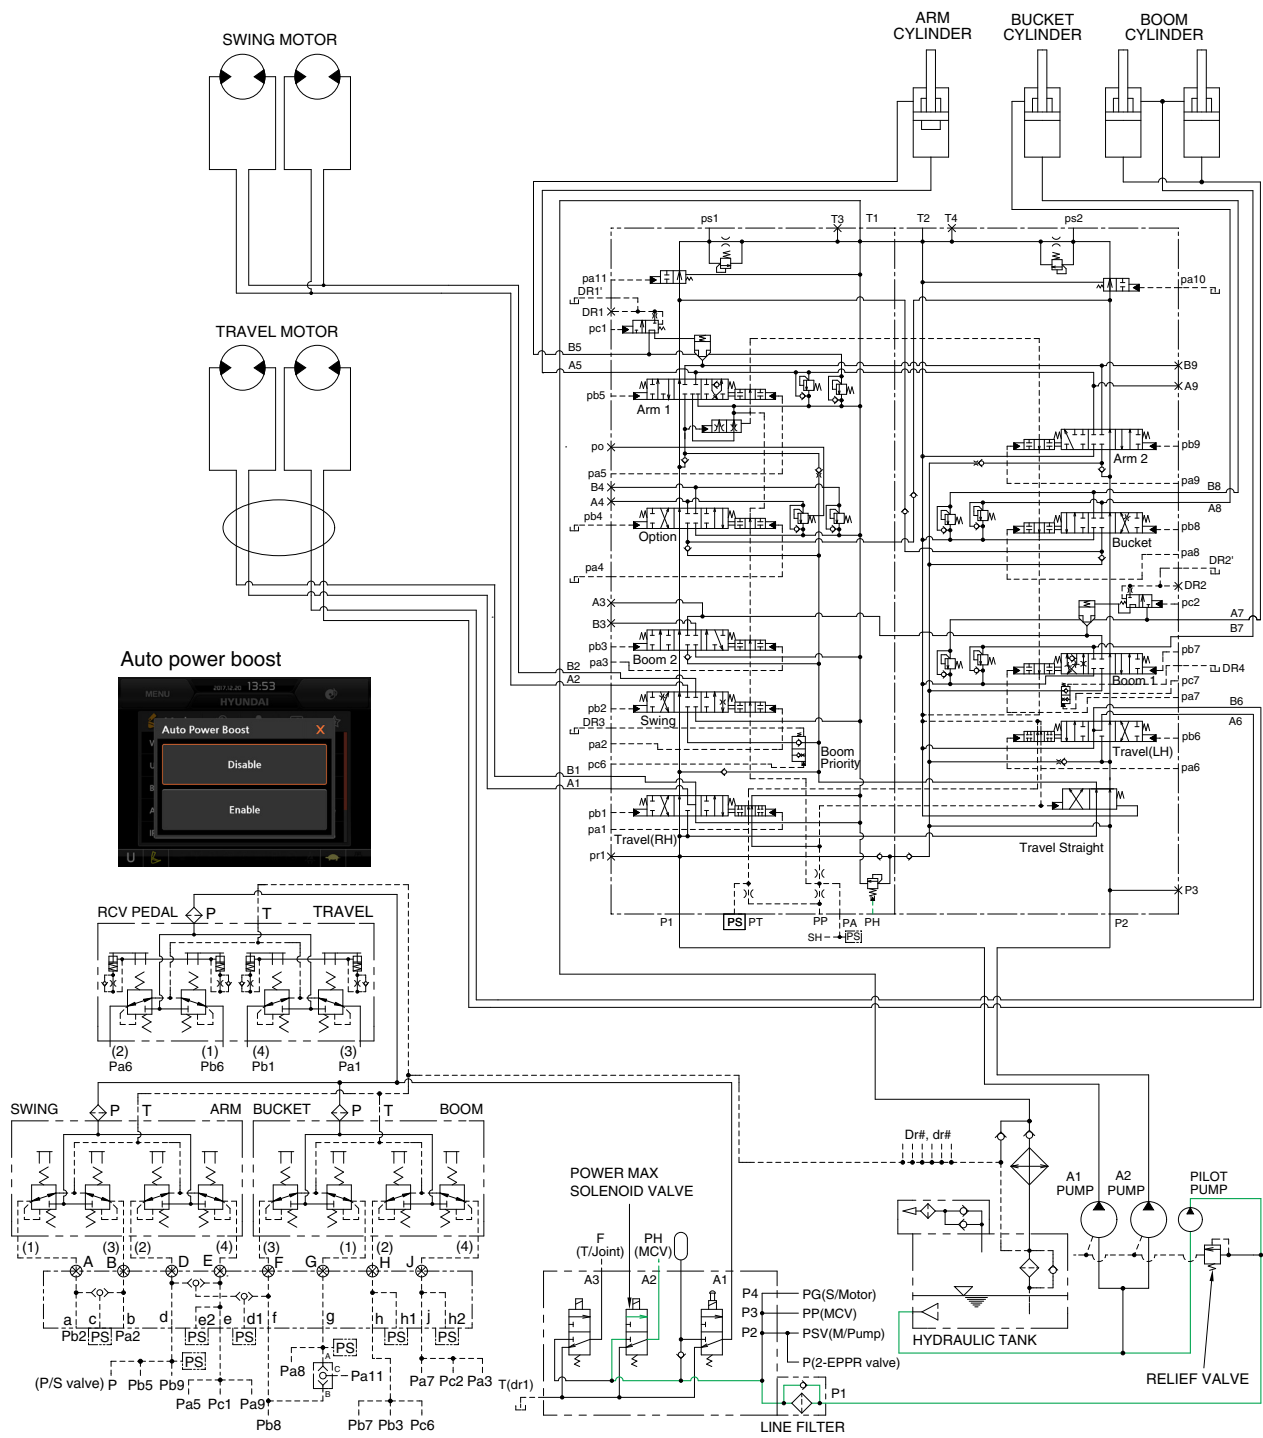 SWING MOTOR
ARM CYLINDER
BUCKET CYLINDER
BOOM CYLINDER
TRAVEL MOTOR
ps1
T3
T1
T2
T4
ps2
pa11
DR1'
DR1
pc1
pa10
B5
A5
B9
A9
pb5
Arm 1
po
pa5
pb9
Arm 2
pa9
B4
A4
pb4
Option
pa4
B8
A8
pb8
Bucket
pa8
DR2'
DR2
pc2
A3
B3
pb3
Boom 2
pa3
A7
B7
pb7
DR4
Boom 1
pc7
pa7
B2
A2
pb2
Swing
DR3
pa2
pc6
Boom Priority
B6
A6
pb6
Travel(LH)
pa6
B1
A1
pb1
pa1
Travel(RH)
pr1
Travel Straight
P3
P1
PS
PT
PP
PA
PH
SH
PS
P2
Auto power boost
MENU
2017.12.20 13:53
HYUNDAI
Auto Power Boost
X
Disable
Enable
U
RCV PEDAL
P
T
TRAVEL
(2)
(1)
(4)
(3)
Pa6
Pb6
Pb1
Pa1
SWING
P
T
ARM
BUCKET
P
T
BOOM
(1)
(3)
(2)
(4)
(3)
(1)
(2)
(4)
A
B
D
E
F
G
H
J
a
c
b
d
e2
e
d1
f
g
h
h1
j
h2
Pb2
PS
Pa2
PS
PS
PS
PS
PS
PS
(P/S valve)
P
Pb5
Pb9
Pa5
Pc1
Pa9
Pa8
A
C
B
Pa11
Pb8
Pb7
Pb3
Pc6
Pa7
Pc2
Pa3
POWER MAX
SOLENOID VALVE
F
(T/Joint)
PH
(MCV)
A3
A2
A1
P4
PG(S/Motor)
P3
PP(MCV)
P2
PSV(M/Pump)
P(2-EPPR valve)
T(dr1)
P1
LINE FILTER
Dr#, dr#
HYDRAULIC TANK
A1 PUMP
A2 PUMP
PILOT PUMP
RELIEF VALVE